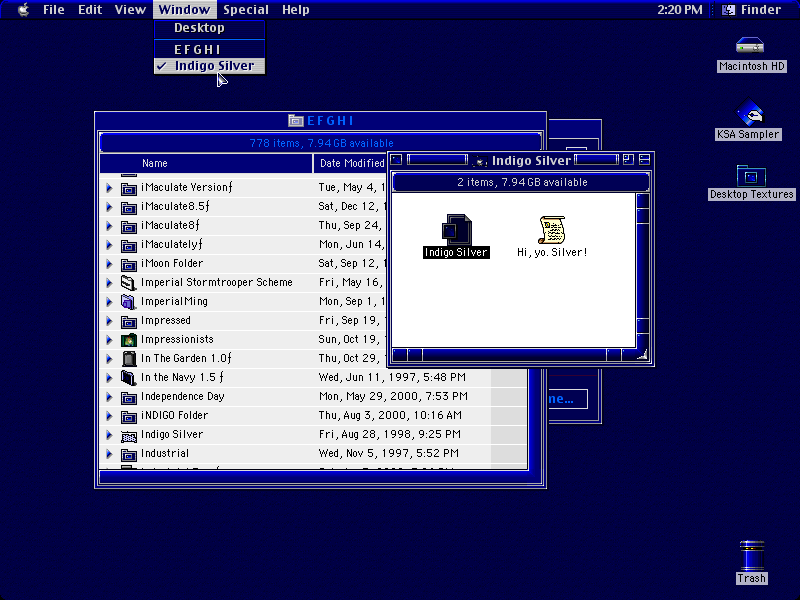 File Edit View Window Special Help 2:20 PM Finder
Desktop
E F G H I
✓ Indigo Silver
Macintosh HD
KSA Sampler
Desktop Textures
Trash
E F G H I
778 items, 7.94 GB available
Name Date Modified
iMaculate Versionƒ Tue, May 4, 1
iMaculate8.5ƒ Sat, Dec 12, 1
iMaculate8ƒ Thu, Sep 24,
iMaculatelyƒ Mon, Jun 14,
iMoon Folder Sat, Sep 12, 1
Imperial Stormtrooper Scheme Fri, May 16,
ImperialMing Mon, Sep 1, 1
Impressed Fri, Sep 19,
Impressionists Sun, Oct 19,
In The Garden 1.0ƒ Thu, Oct 29,
In the Navy 1.5 ƒ Wed, Jun 11, 1997, 5:48 PM
Independence Day Mon, May 29, 2000, 7:53 PM
iNDIGO Folder Thu, Aug 3, 2000, 10:16 AM
Indigo Silver Fri, Aug 28, 1998, 9:25 PM
Industrial Wed, Nov 5, 1997, 5:52 PM
Indigo Silver
2 items, 7.94 GB available
Indigo Silver
Hi, yo. Silver!
ne...